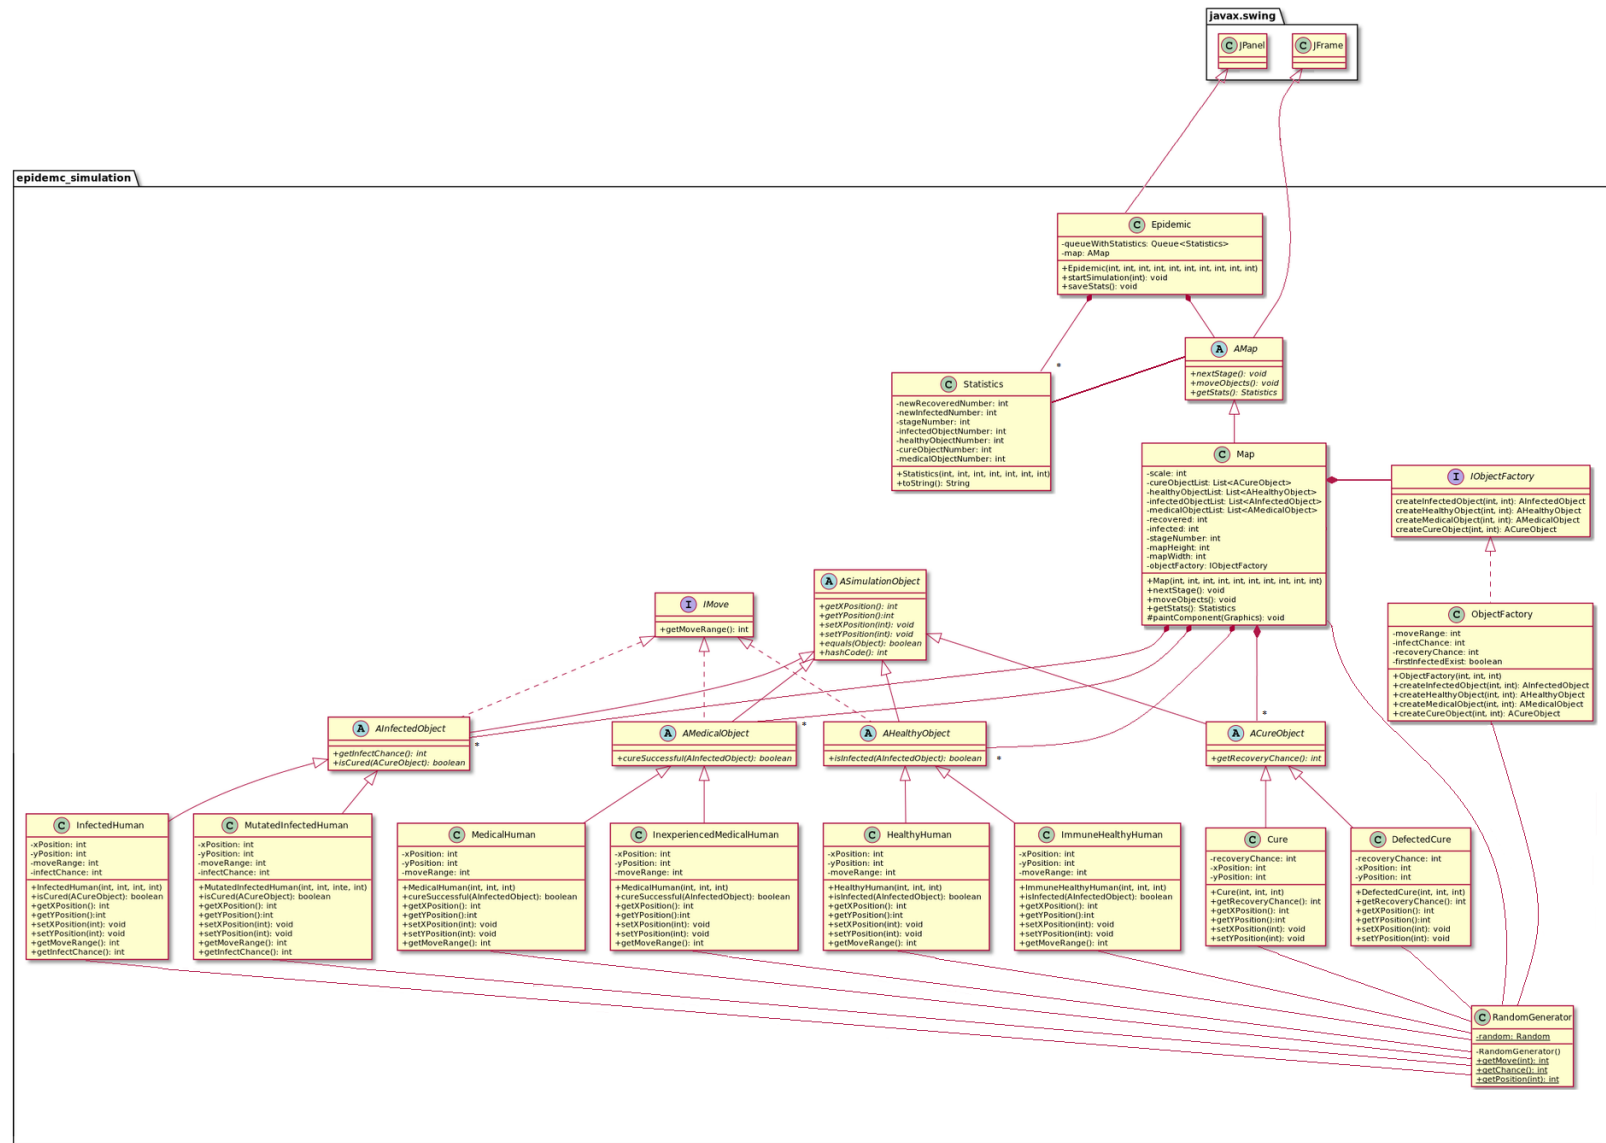 javax.swing
C JPanel
C JFrame
epidemc_simulation
C Epidemic
-queueWithStatistics: Queue<Statistics>
-map: AMap
+Epidemic(int, int, int, int, int, int, int, int, int, int)
+startSimulation(int): void
+saveStats(): void
A AMap
+nextStage(): void
+moveObjects(): void
+getStats(): Statistics
*
C Statistics
-newRecoveredNumber: int
-newInfectedNumber: int
-stageNumber: int
-infectedObjectNumber: int
-healthyObjectNumber: int
-cureObjectNumber: int
-medicalObjectNumber: int
+Statistics(int, int, int, int, int, int, int)
+toString(): String
C Map
-scale: int
-cureObjectList: List<ACureObject>
-healthyObjectList: List<AHealthyObject>
-infectedObjectList: List<AInfectedObject>
-medicalObjectList: List<AMedicalObject>
-recovered: int
-infected: int
-stageNumber: int
-mapHeight: int
-mapWidth: int
-objectFactory: IObjectFactory
+Map(int, int, int, int, int, int, int, int, int, int)
+nextStage(): void
+moveObjects(): void
+getStats(): Statistics
#paintComponent(Graphics): void
I IObjectFactory
createInfectedObject(int, int): AInfectedObject
createHealthyObject(int, int): AHealthyObject
createMedicalObject(int, int): AMedicalObject
createCureObject(int, int): ACureObject
A ASimulationObject
+getXPosition(): int
+getYPosition():int
+setXPosition(int): void
+setYPosition(int): void
+equals(Object): boolean
+hashCode(): int
I IMove
+getMoveRange(): int
C ObjectFactory
-moveRange: int
-infectChance: int
-recoveryChance: int
-firstInfectedExist: boolean
+ObjectFactory(int, int, int)
+createInfectedObject(int, int): AInfectedObject
+createHealthyObject(int, int): AHealthyObject
+createMedicalObject(int, int): AMedicalObject
+createCureObject(int, int): ACureObject
A AInfectedObject
+getInfectChance(): int
+isCured(ACureObject): boolean
*
A AMedicalObject
+cureSuccessful(AInfectedObject): boolean
*
A AHealthyObject
+isInfected(AInfectedObject): boolean
*
A ACureObject
+getRecoveryChance(): int
*
C InfectedHuman
-xPosition: int
-yPosition: int
-moveRange: int
-infectChance: int
+InfectedHuman(int, int, int, int)
+isCured(ACureObject): boolean
+getXPosition(): int
+getYPosition():int
+setXPosition(int): void
+setYPosition(int): void
+getMoveRange(): int
+getInfectChance(): int
C MutatedInfectedHuman
-xPosition: int
-yPosition: int
-moveRange: int
-infectChance: int
+MutatedInfectedHuman(int, int, inte, int)
+isCured(ACureObject): boolean
+getXPosition(): int
+getYPosition():int
+setXPosition(int): void
+setYPosition(int): void
+getMoveRange(): int
+getInfectChance(): int
C MedicalHuman
-xPosition: int
-yPosition: int
-moveRange: int
+MedicalHuman(int, int, int)
+cureSuccessful(AInfectedObject): boolean
+getXPosition(): int
+getYPosition():int
+setXPosition(int): void
+setYPosition(int): void
+getMoveRange(): int
C InexperiencedMedicalHuman
-xPosition: int
-yPosition: int
-moveRange: int
+MedicalHuman(int, int, int)
+cureSuccessful(AInfectedObject): boolean
+getXPosition(): int
+getYPosition():int
+setXPosition(int): void
+setYPosition(int): void
+getMoveRange(): int
C HealthyHuman
-xPosition: int
-yPosition: int
-moveRange: int
+HealthyHuman(int, int, int)
+isInfected(AInfectedObject): boolean
+getXPosition(): int
+getYPosition():int
+setXPosition(int): void
+setYPosition(int): void
+getMoveRange(): int
C ImmuneHealthyHuman
-xPosition: int
-yPosition: int
-moveRange: int
+ImmuneHealthyHuman(int, int, int)
+isInfected(AInfectedObject): boolean
+getXPosition(): int
+getYPosition():int
+setXPosition(int): void
+setYPosition(int): void
+getMoveRange(): int
C Cure
-recoveryChance: int
-xPosition: int
-yPosition: int
+Cure(int, int, int)
+getRecoveryChance(): int
+getXPosition(): int
+getYPosition():int
+setXPosition(int): void
+setYPosition(int): void
C DefectedCure
-recoveryChance: int
-xPosition: int
-yPosition: int
+DefectedCure(int, int, int)
+getRecoveryChance(): int
+getXPosition(): int
+getYPosition():int
+setXPosition(int): void
+setYPosition(int): void
C RandomGenerator
-random: Random
-RandomGenerator()
+getMove(int): int
+getChance(): int
+getPosition(int): int